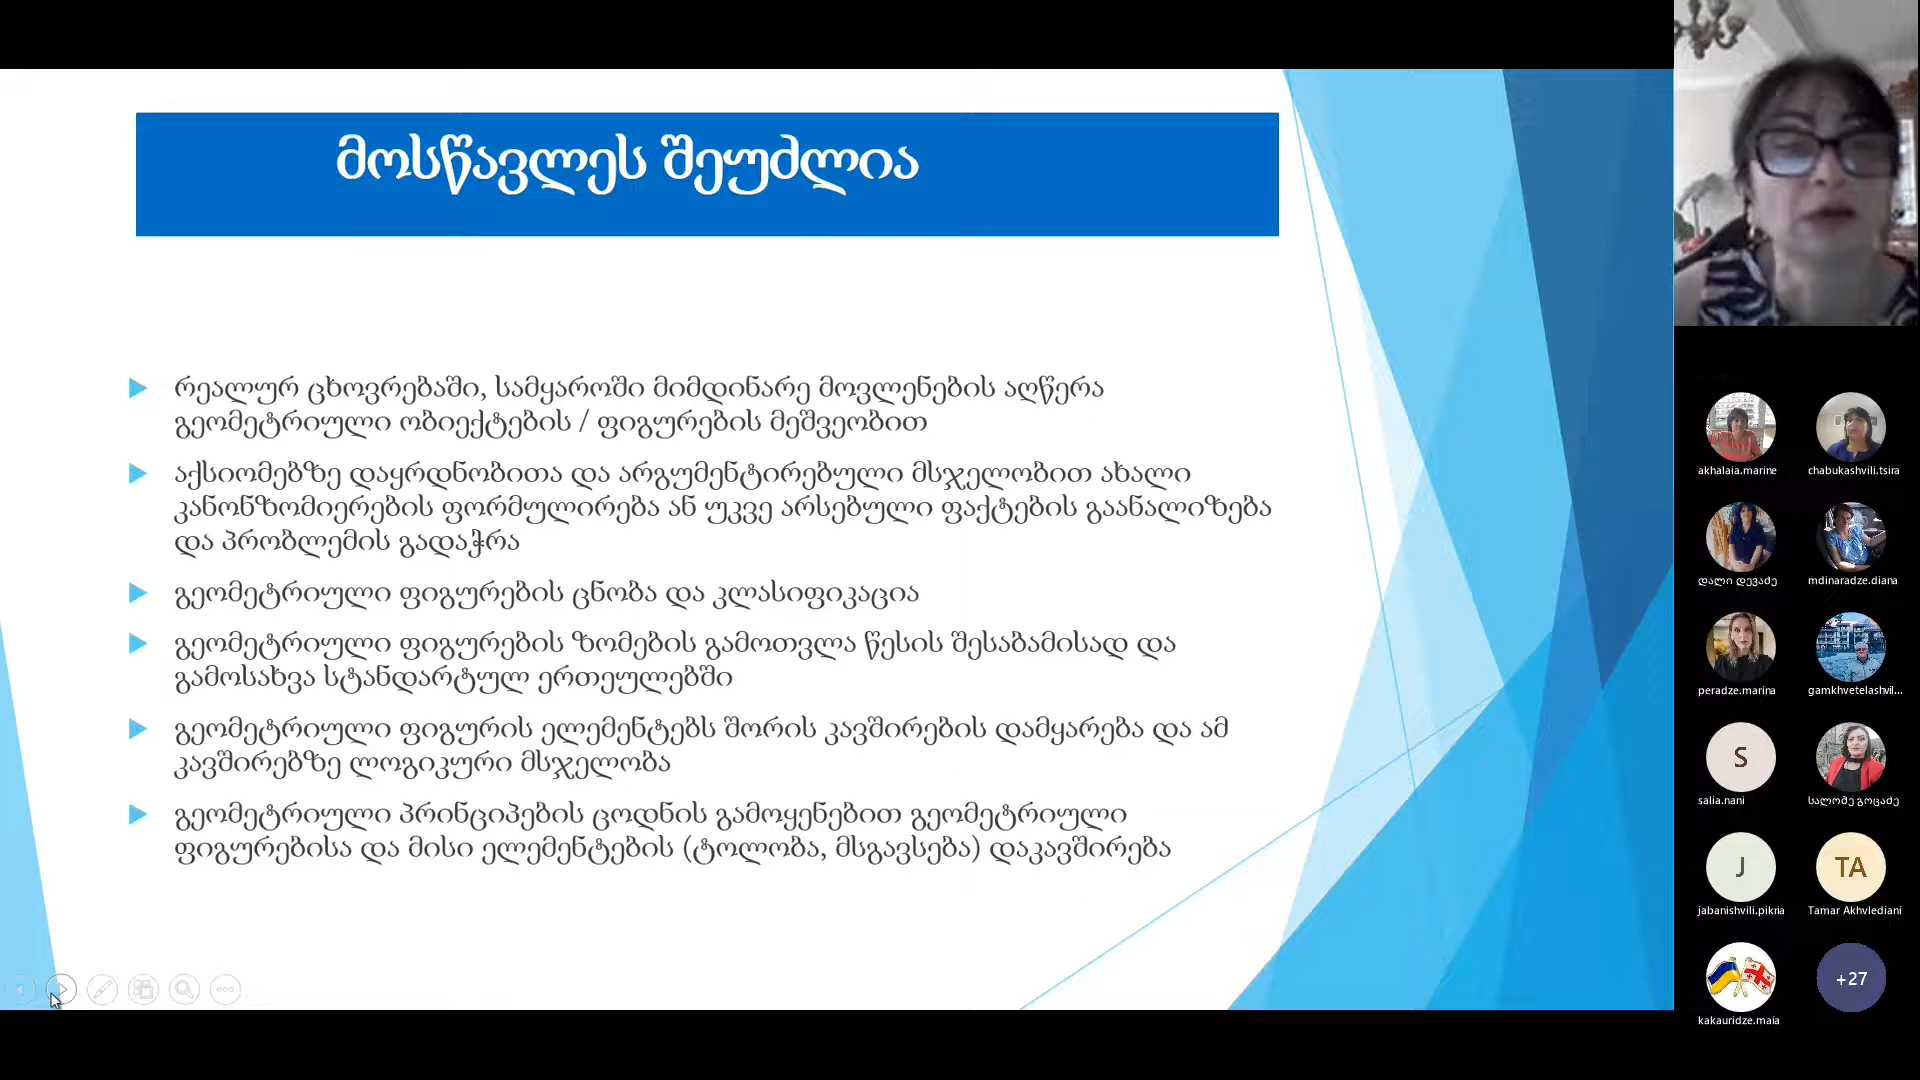 მოსწავლეს შეუძლია
რეალურ ცხოვრებაში, სამყაროში მიმდინარე მოვლენების აღწერა
გეომეტრიული ობიექტების / ფიგურების მეშვეობით
აქსიომებზე დაყრდნობითა და არგუმენტირებული მსჯელობით ახალი
კანონზომიერების ფორმულირება ან უკვე არსებული ფაქტების გაანალიზება
და პრობლემის გადაჭრა
გეომეტრიული ფიგურების ცნობა და კლასიფიკაცია
გეომეტრიული ფიგურების ზომების გამოთვლა წესის შესაბამისად და
გამოსახვა სტანდარტულ ერთეულებში
გეომეტრიული ფიგურის ელემენტებს შორის კავშირების დამყარება და ამ
კავშირებზე ლოგიკური მსჯელობა
გეომეტრიული პრინციპების ცოდნის გამოყენებით გეომეტრიული
ფიგურებისა და მისი ელემენტების (ტოლობა, მსგავსება) დაკავშირება
akhalaia.marine
chabukashvili.tsira
დალი დევაძე
mdinaradze.diana
peradze.marina
gamkhvetelashvil...
S
salia.nani
სალომე გოცაძე
J
TA
jabanishvili.pikria
Tamar Akhvlediani
+27
kakauridze.maia